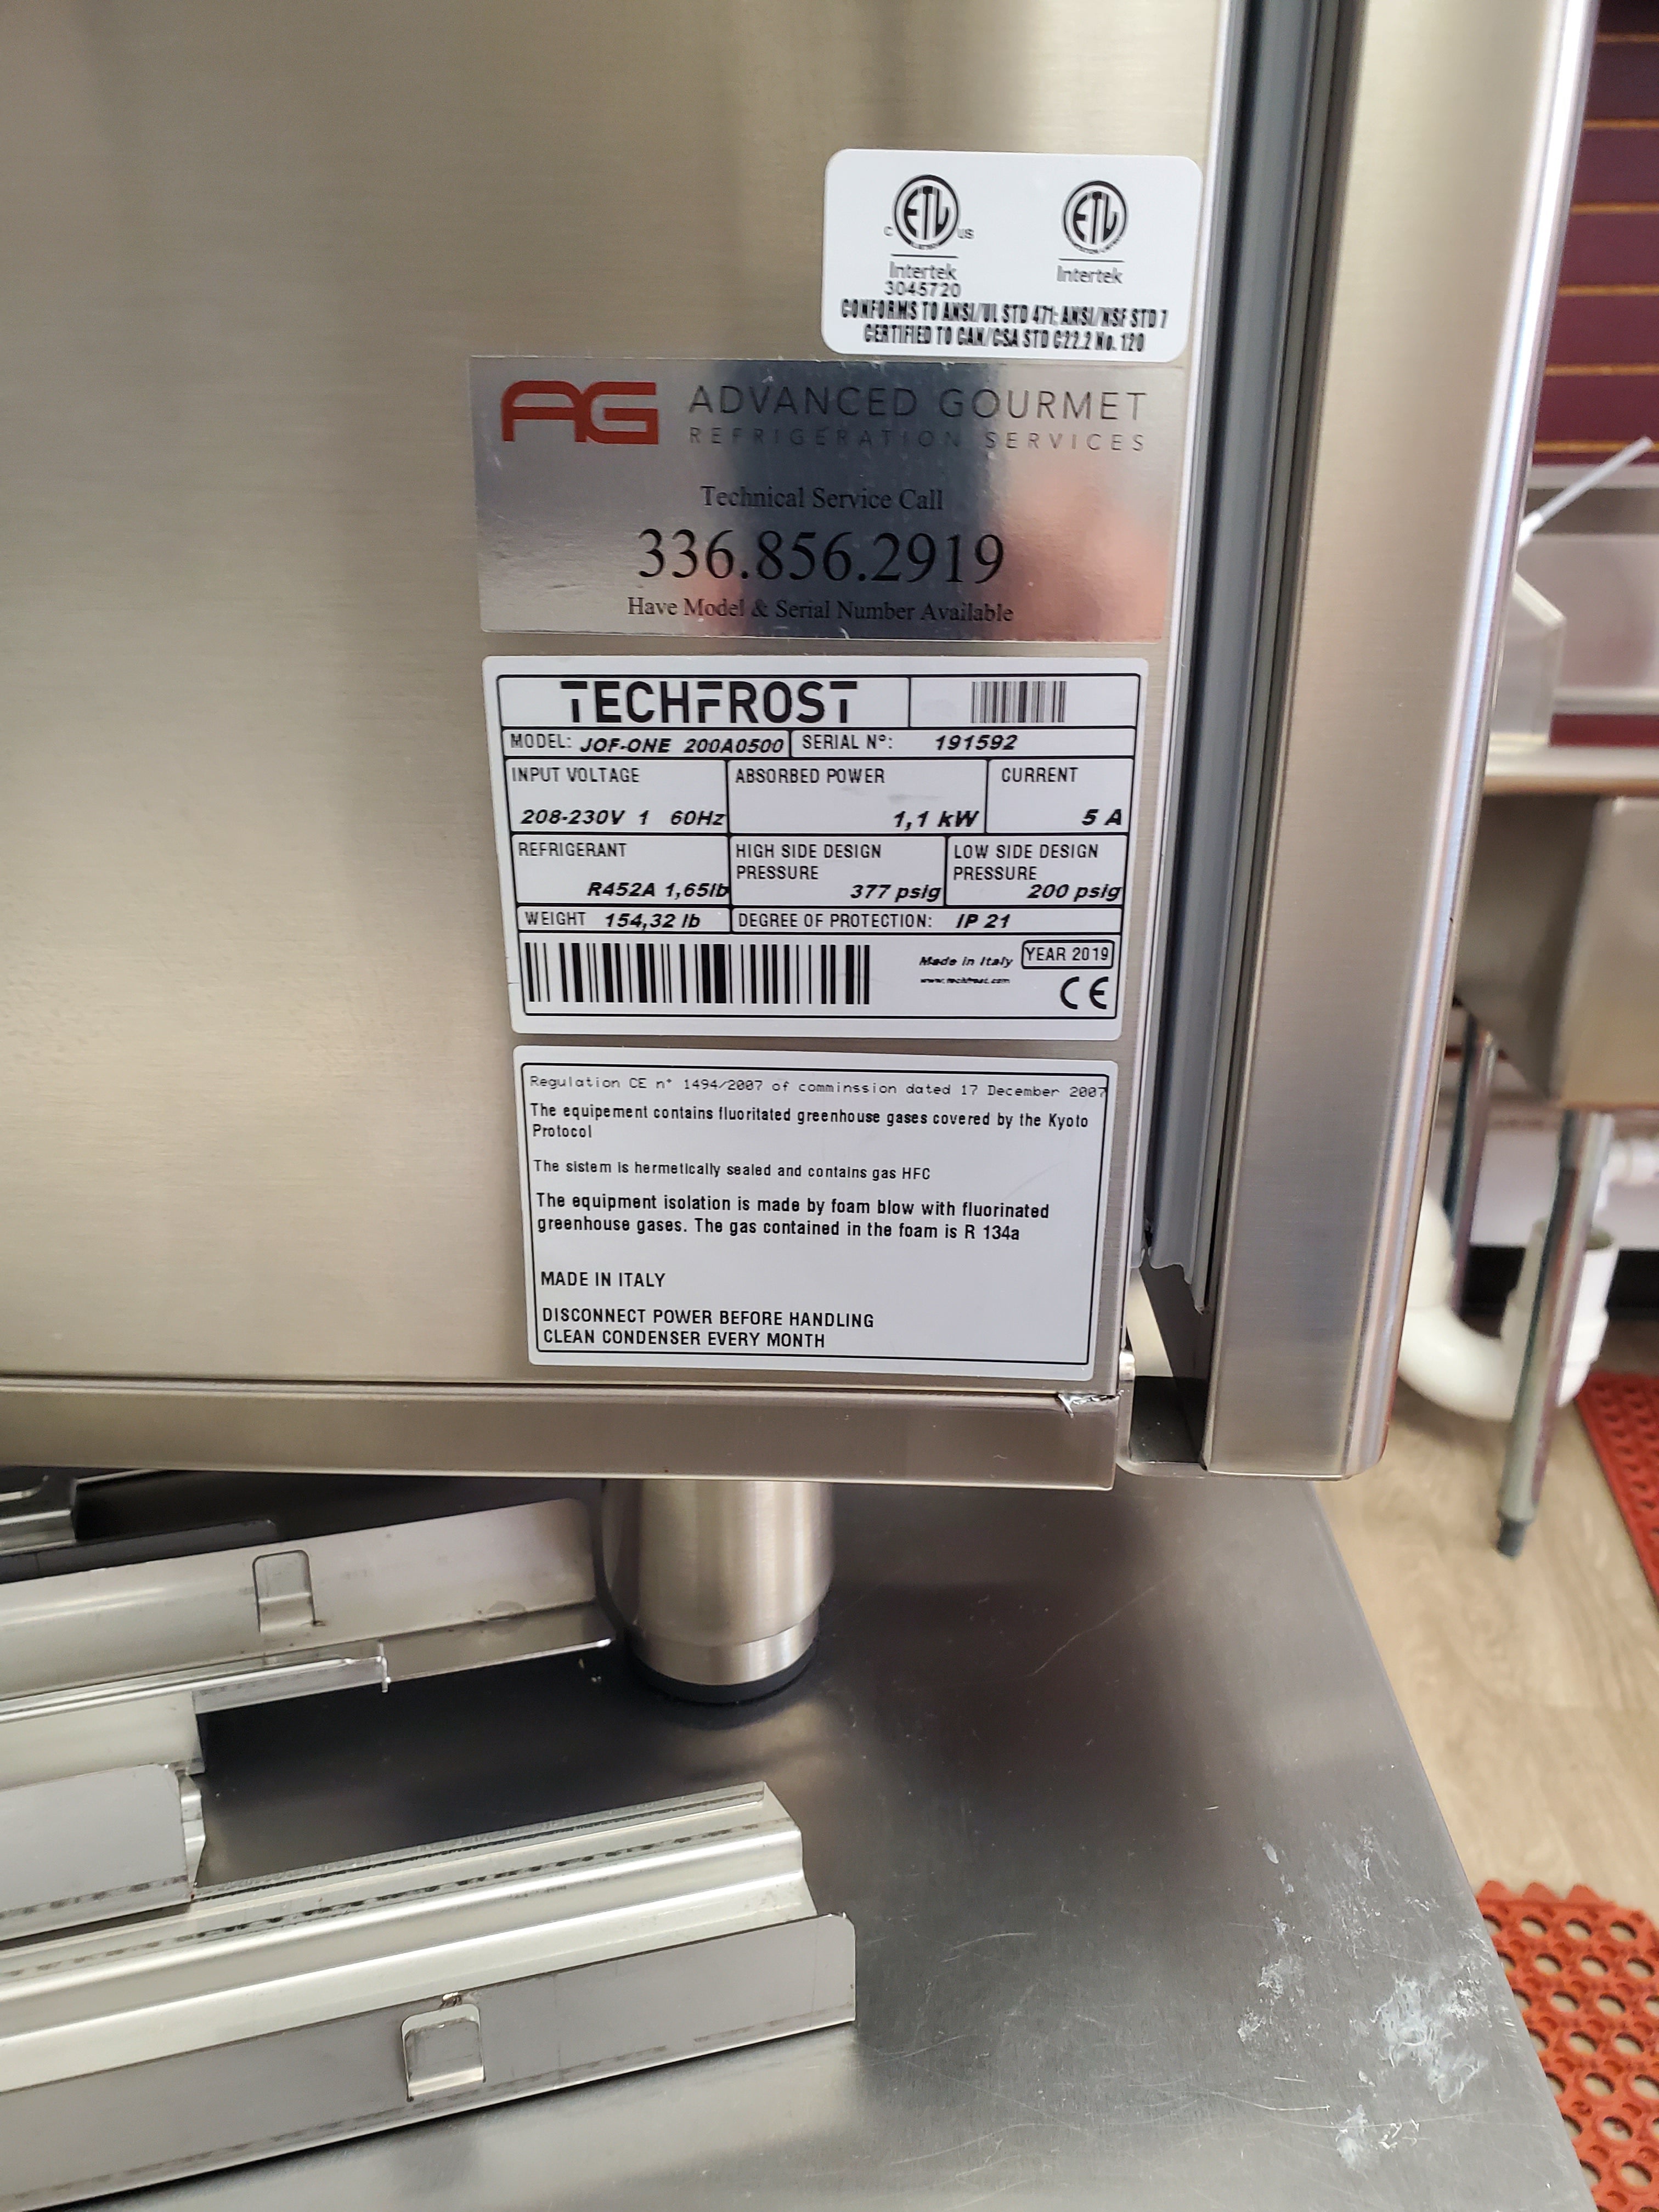 ETL ETL
C US
Intertek Intertek
3045720
CONFORMS TO ANSI/UL STD 471; ANSI/NSF STD 7
CERTIFIED TO CAN/CSA STD C22.2 No. 120
AG ADVANCED GOURMET
REFRIGERATION SERVICES
Technical Service Call
336.856.2919
Have Model & Serial Number Available
TECHFROST
MODEL: JOF-ONE 200A0500 SERIAL N°: 191592
INPUT VOLTAGE ABSORBED POWER CURRENT
208-230V 1 60Hz 1,1 kW 5 A
REFRIGERANT HIGH SIDE DESIGN LOW SIDE DESIGN
PRESSURE PRESSURE
R452A 1,65lb 377 psig 200 psig
WEIGHT 154,32 lb DEGREE OF PROTECTION: IP 21
Made in Italy YEAR 2019
www.techfrost.com
CE
Regulation CE n° 1494/2007 of comminssion dated 17 December 2007
The equipement contains fluoritated greenhouse gases covered by the Kyoto
Protocol
The sistem is hermetically sealed and contains gas HFC
The equipment isolation is made by foam blow with fluorinated
greenhouse gases. The gas contained in the foam is R 134a
MADE IN ITALY
DISCONNECT POWER BEFORE HANDLING
CLEAN CONDENSER EVERY MONTH